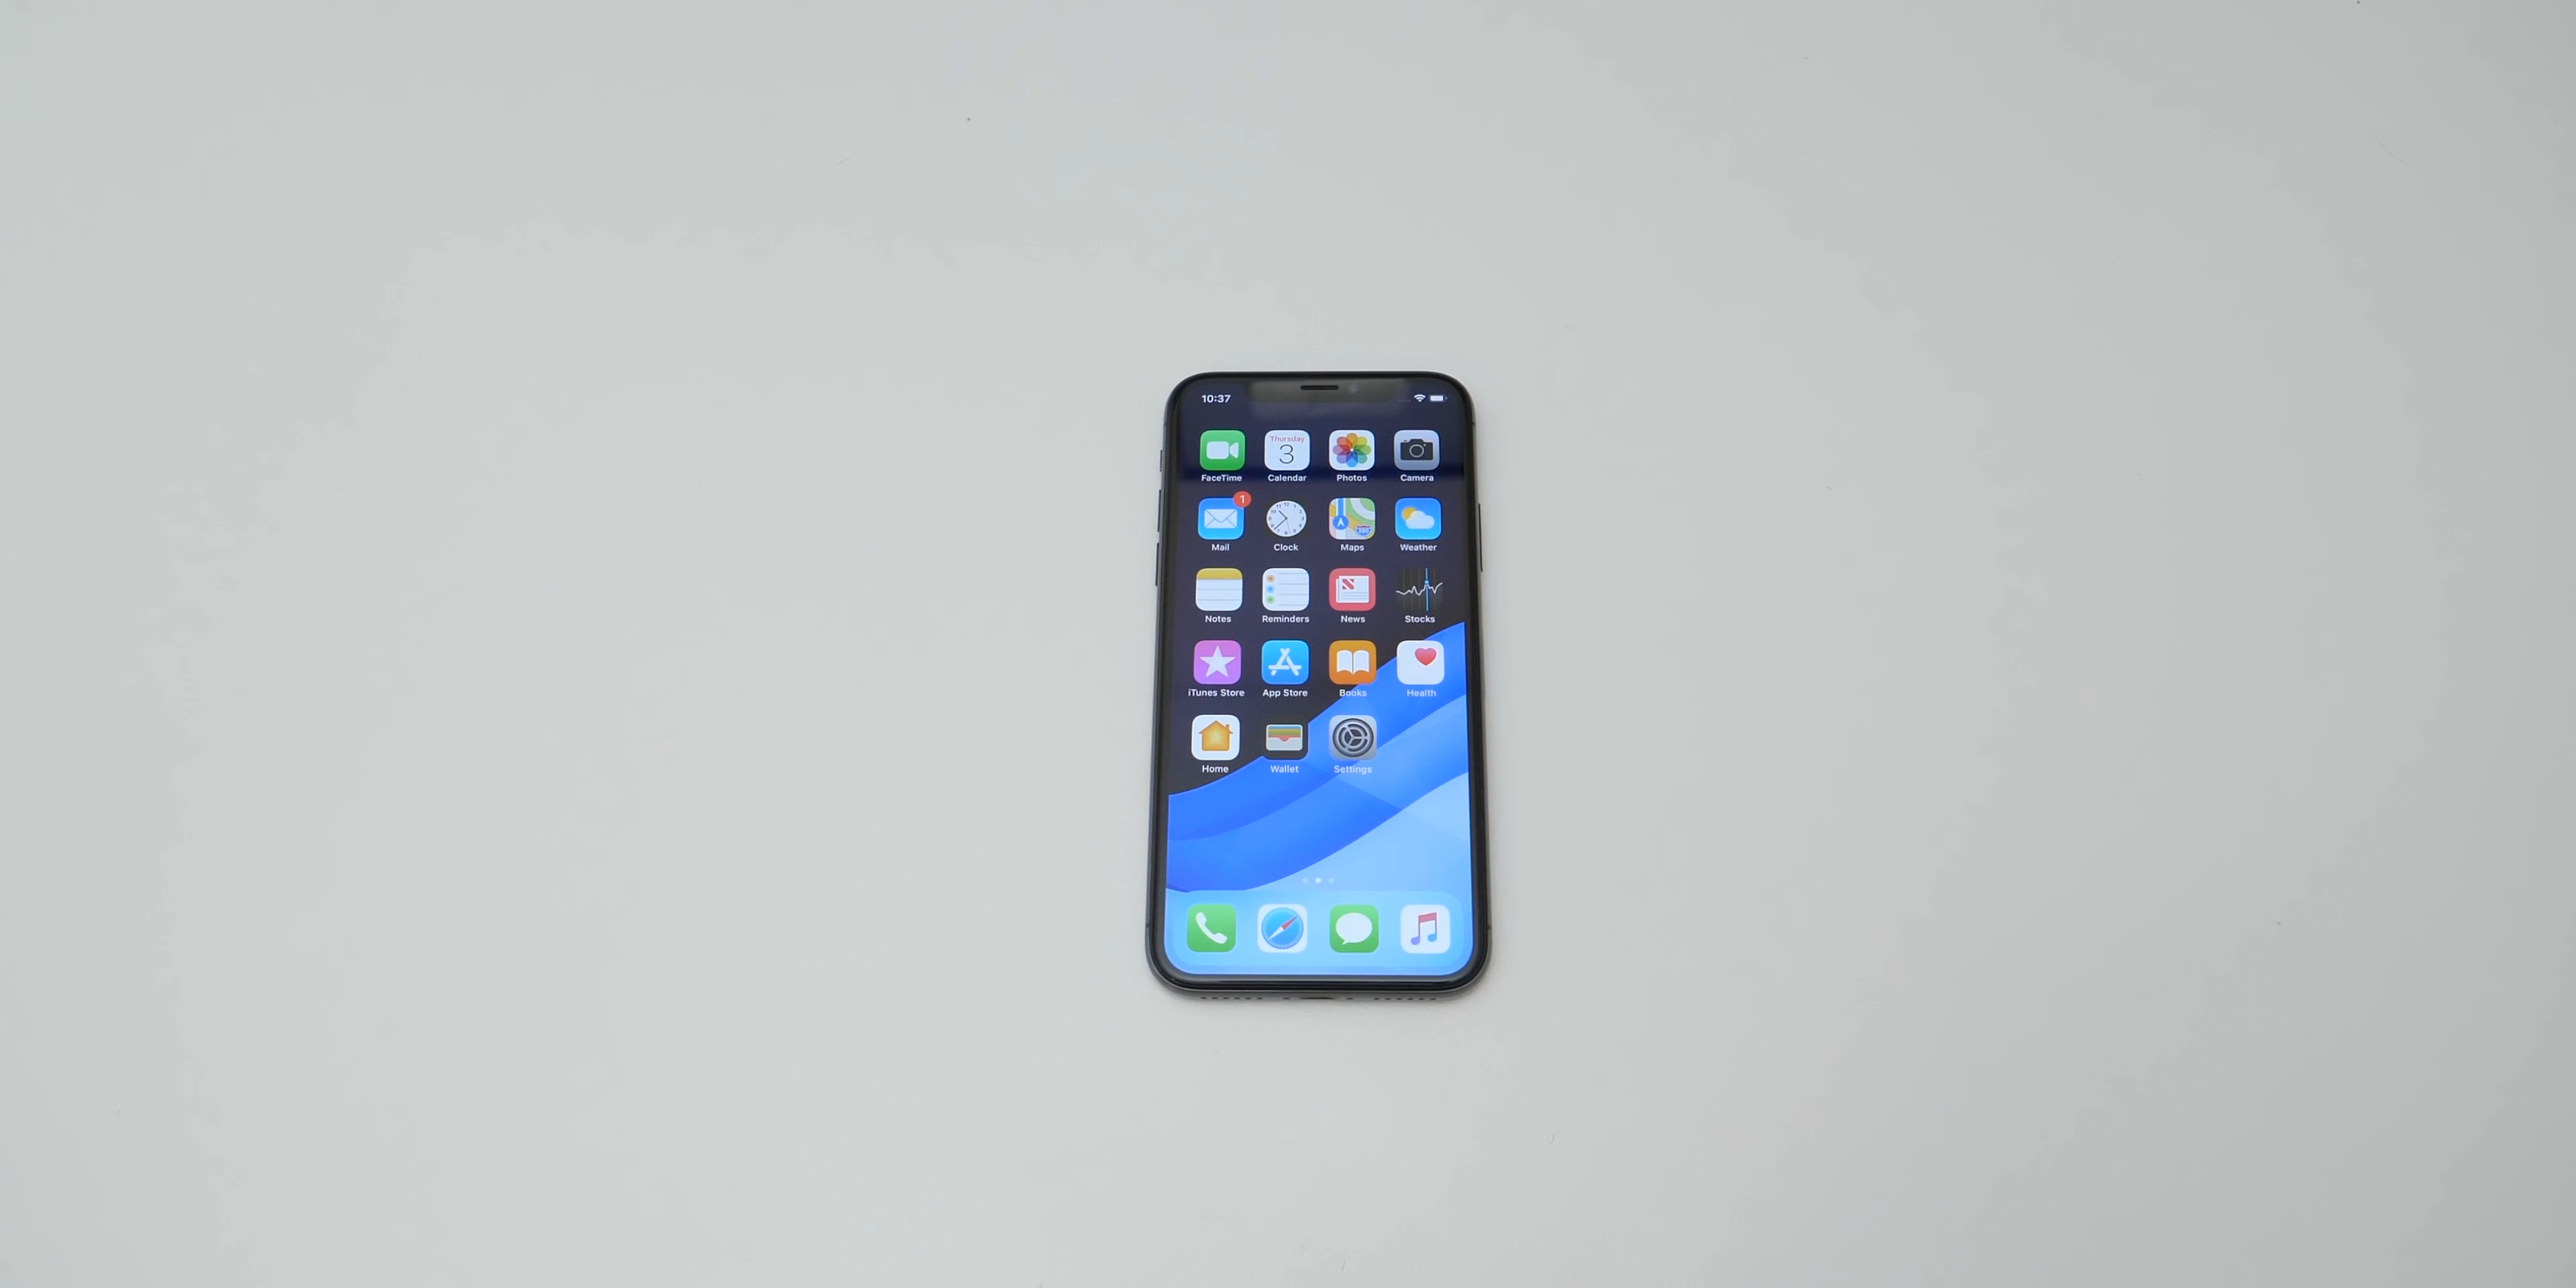 10:37
Thursday
3
FaceTime Calendar Photos Camera
1
Mail Clock Maps Weather
Notes Reminders News Stocks
iTunes Store App Store Books Health
Home Wallet Settings